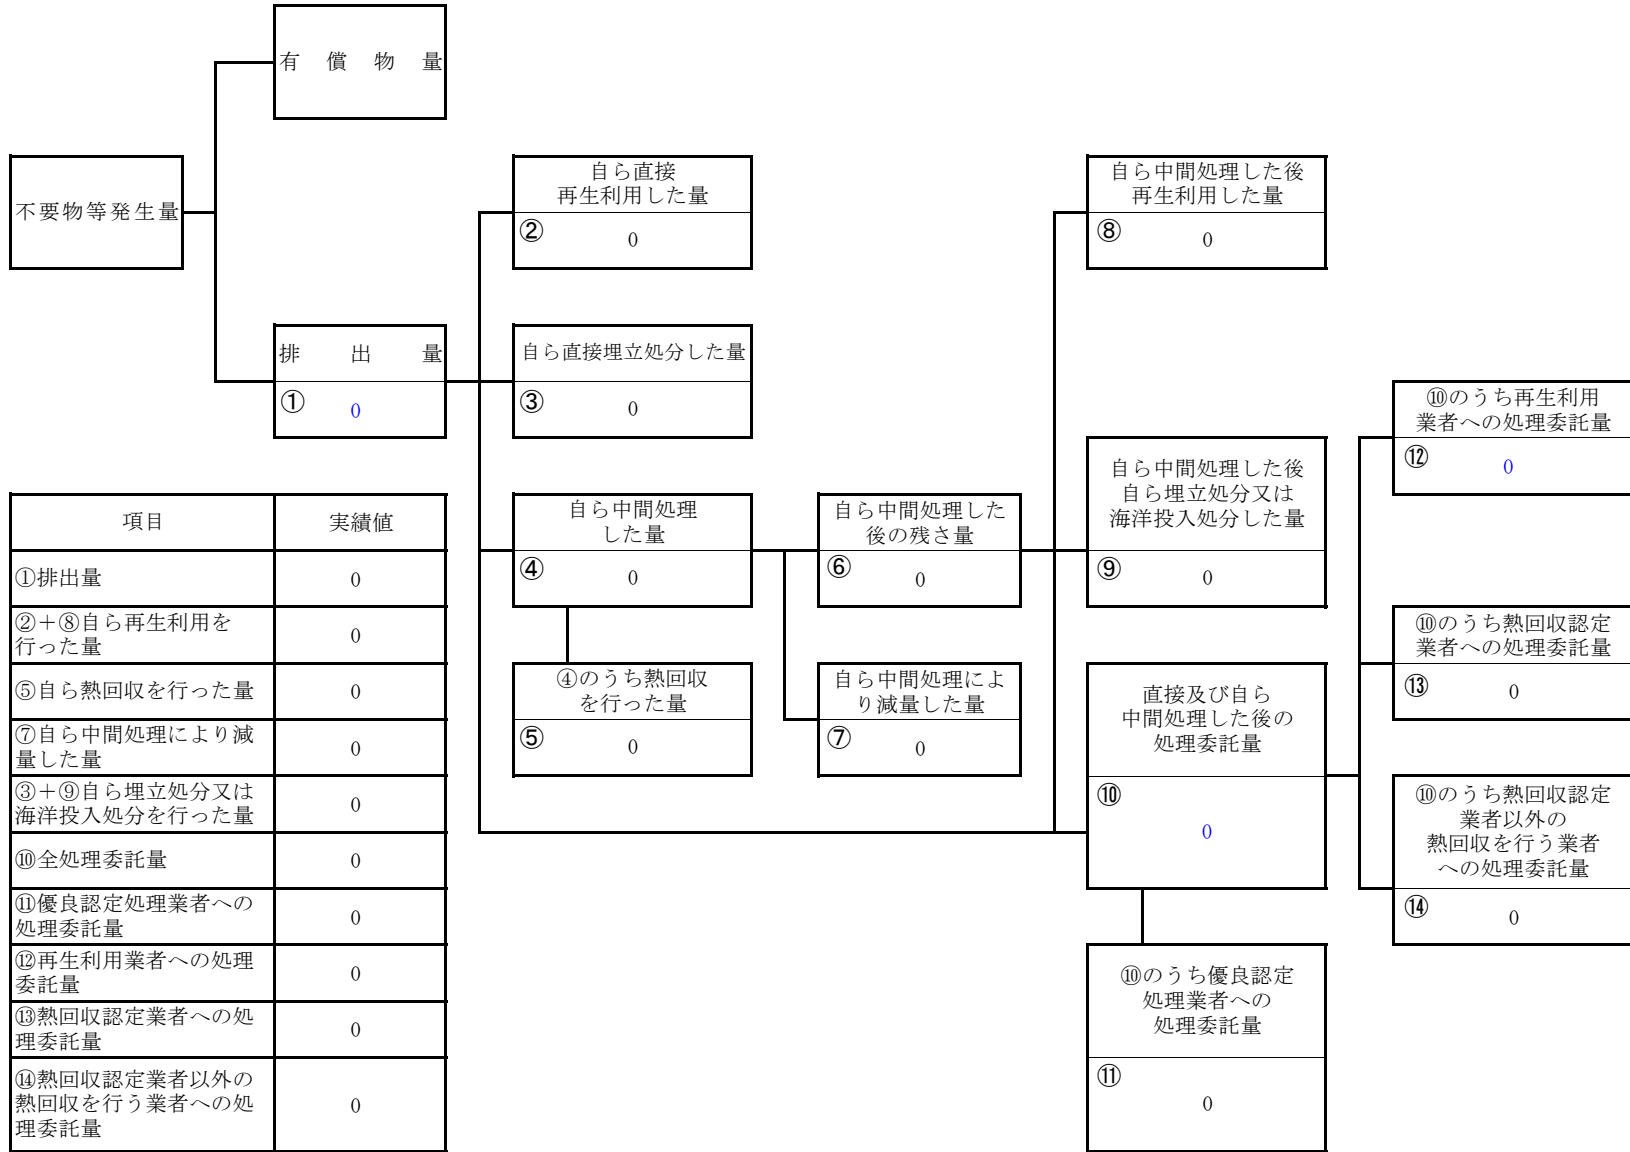 有償物量
不要物等発生量
自ら直接
再生利用した量
② 0
自ら中間処理した後
再生利用した量
⑧ 0
排出量
① 0
自ら直接埋立処分した量
③ 0
⑩のうち再生利用
業者への処理委託量
⑫ 0
自ら中間処理
した量
④ 0
自ら中間処理した
後の残さ量
⑥ 0
自ら中間処理した後
自ら埋立処分又は
海洋投入処分した量
⑨ 0
⑩のうち熱回収認定
業者への処理委託量
⑬ 0
④のうち熱回収
を行った量
⑤ 0
自ら中間処理によ
り減量した量
⑦ 0
直接及び自ら
中間処理した後の
処理委託量
⑩
0
⑩のうち熱回収認定
業者以外の
熱回収を行う業者
への処理委託量
⑭ 0
⑩のうち優良認定
処理業者への
処理委託量
⑪
0
項目 実績値
①排出量 0
②+⑧自ら再生利用を
行った量 0
⑤自ら熱回収を行った量 0
⑦自ら中間処理により減
量した量 0
③+⑨自ら埋立処分又は
海洋投入処分を行った量 0
⑩全処理委託量 0
⑪優良認定処理業者への
処理委託量 0
⑫再生利用業者への処理
委託量 0
⑬熱回収認定業者への処
理委託量 0
⑭熱回収認定業者以外の
熱回収を行う業者への処
理委託量 0